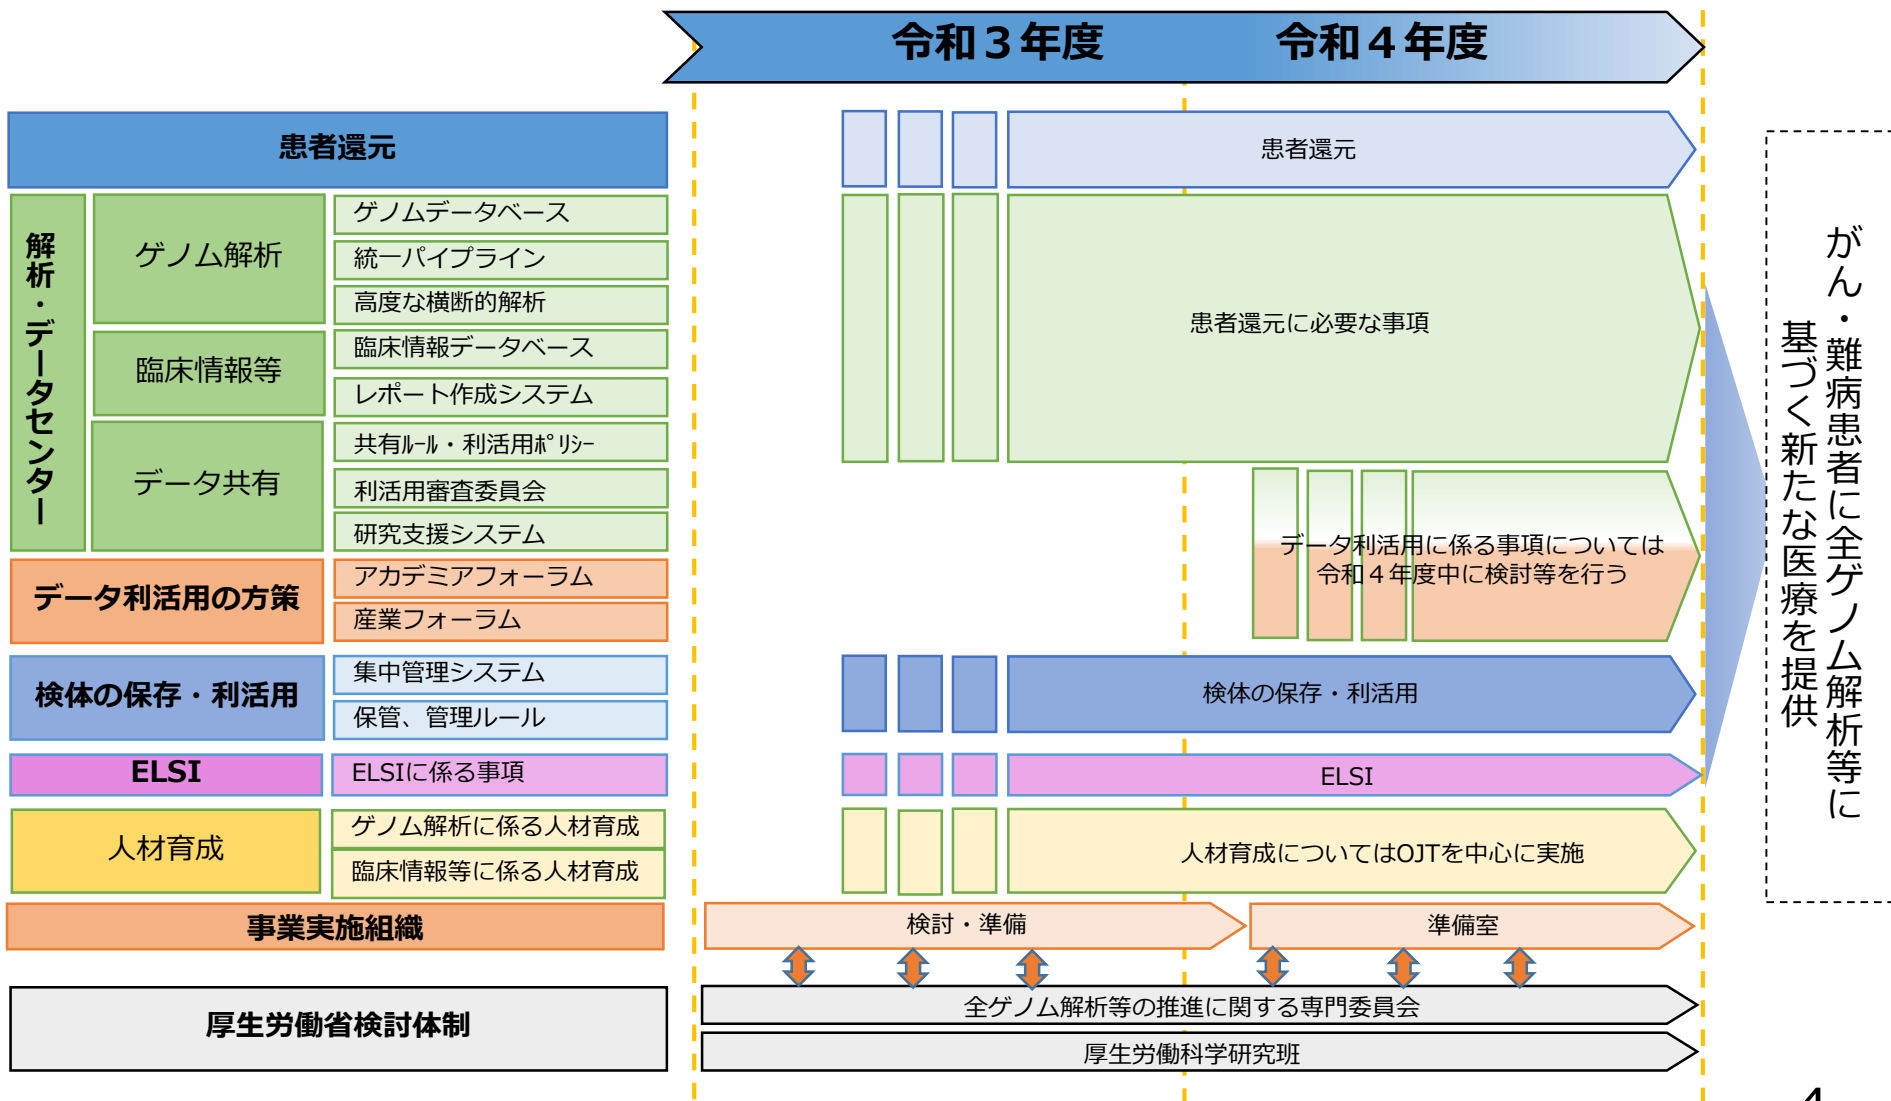 令和３年度
令和４年度
患者還元
患者還元
解析・データセンター
ゲノム解析
ゲノムデータベース
統一パイプライン
高度な横断的解析
臨床情報等
臨床情報データベース
レポート作成システム
データ共有
共有ﾙｰﾙ・利活用ﾎﾟﾘｼｰ
利活用審査委員会
研究支援システム
患者還元に必要な事項
データ利活用の方策
アカデミアフォーラム
産業フォーラム
データ利活用に係る事項については
令和４年度中に検討等を行う
検体の保存・利活用
集中管理システム
保管、管理ルール
検体の保存・利活用
ELSI
ELSIに係る事項
ELSI
人材育成
ゲノム解析に係る人材育成
臨床情報等に係る人材育成
人材育成についてはOJTを中心に実施
事業実施組織
検討・準備
準備室
厚生労働省検討体制
全ゲノム解析等の推進に関する専門委員会
厚生労働科学研究班
がん・難病患者に全ゲノム解析等に
基づく新たな医療を提供
4